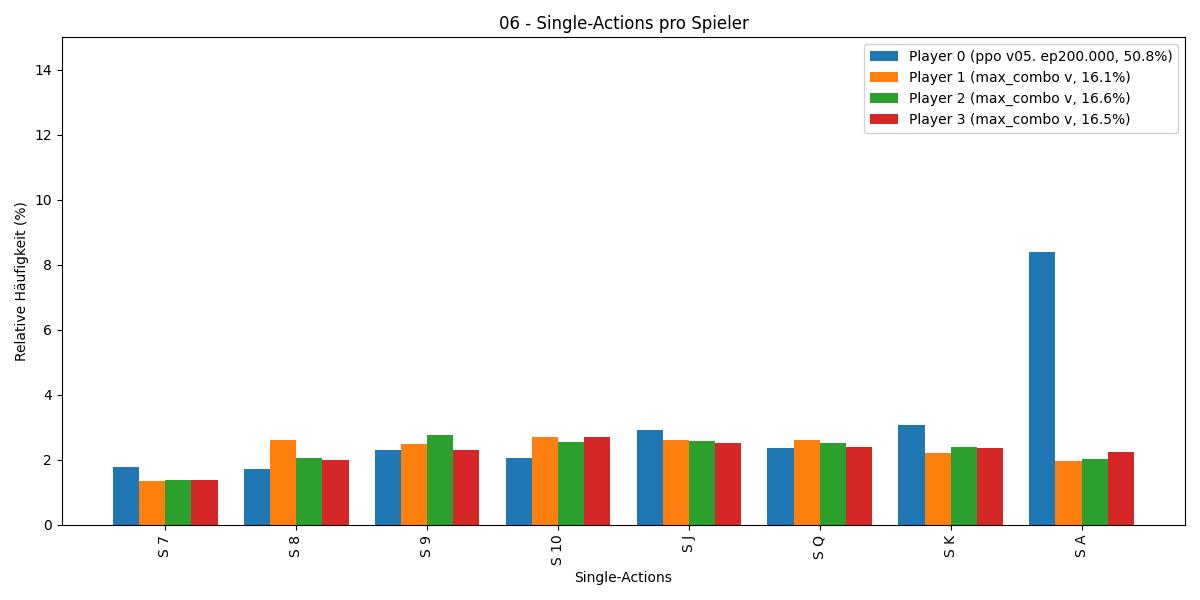 06 - Single-Actions pro Spieler
Player 0 (ppo v05. ep200.000, 50.8%)
Player 1 (max_combo v, 16.1%)
Player 2 (max_combo v, 16.6%)
Player 3 (max_combo v, 16.5%)
Relative Häufigkeit (%)
14
12
10
8
6
4
2
0
S 7
S 8
S 9
S 10
S J
S Q
S K
S A
Single-Actions